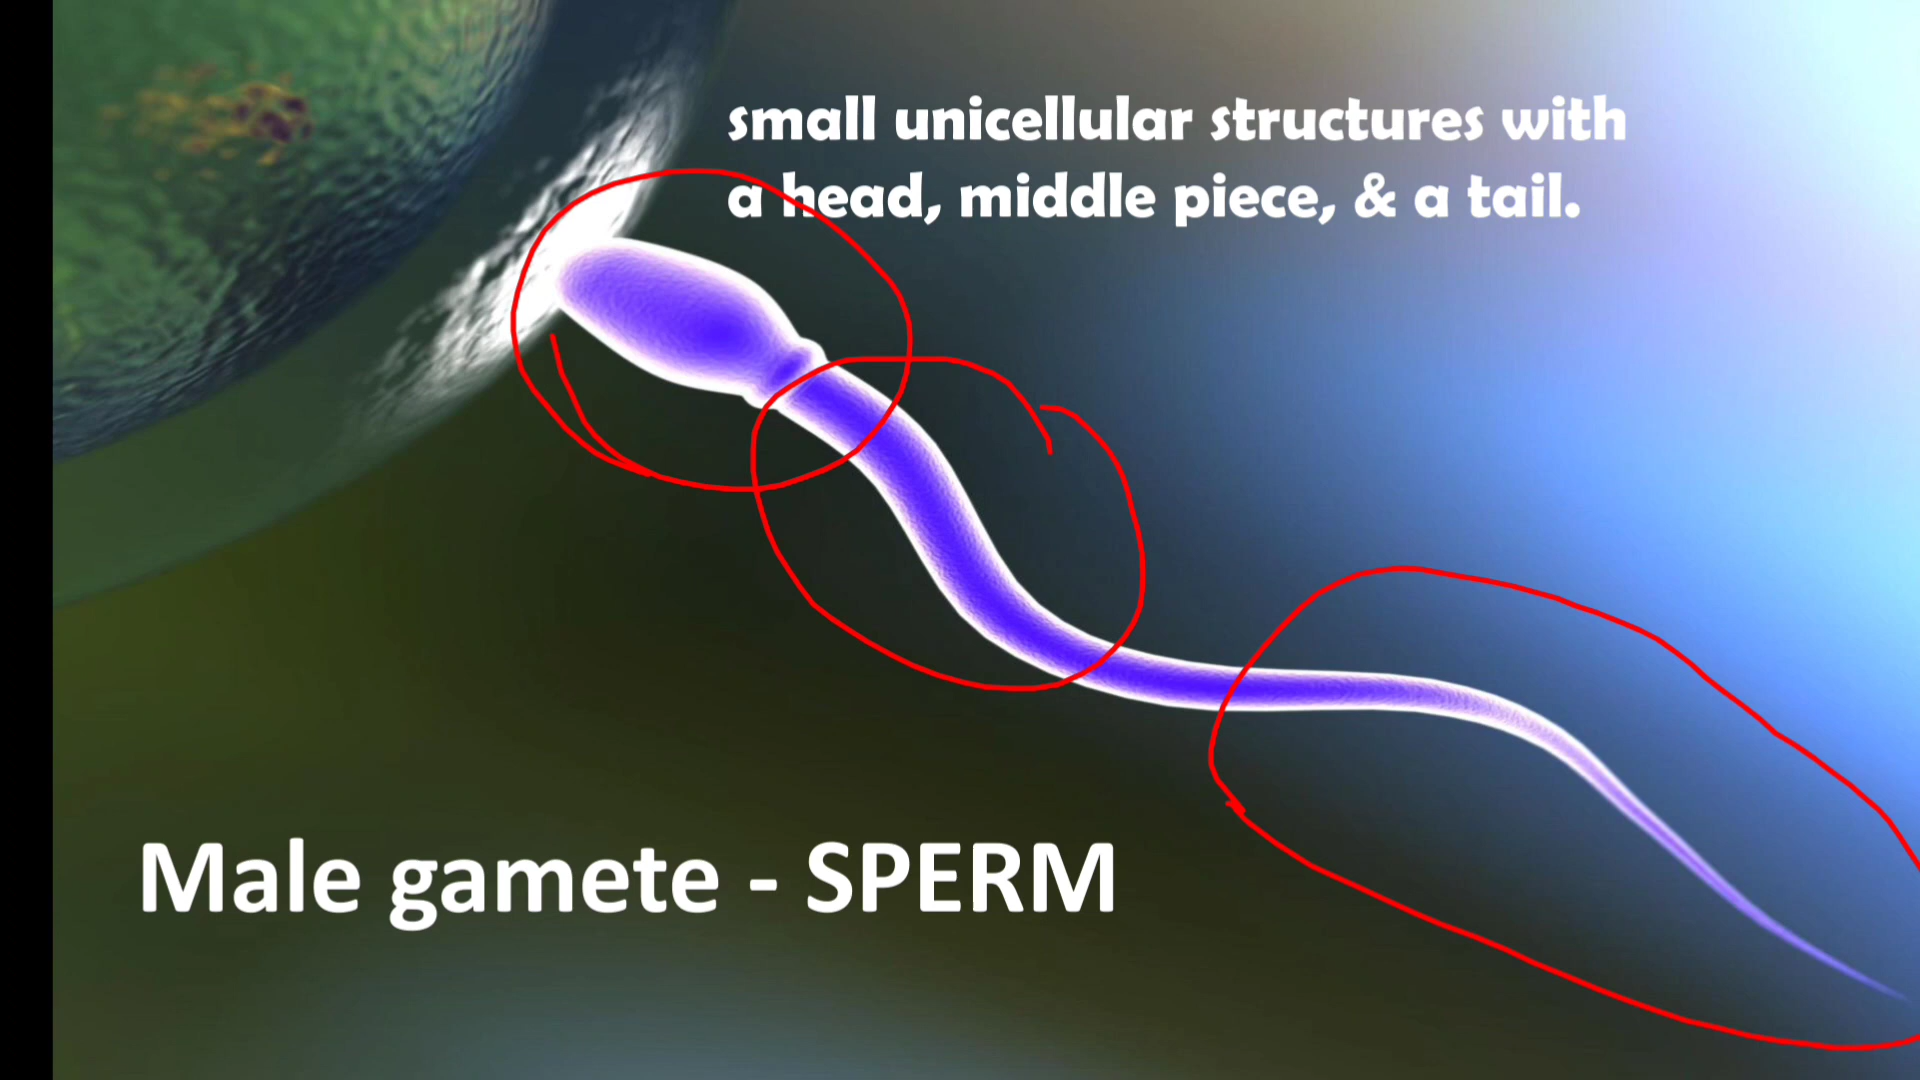 small unicellular structures with
a head, middle piece, & a tail.
Male gamete - SPERM